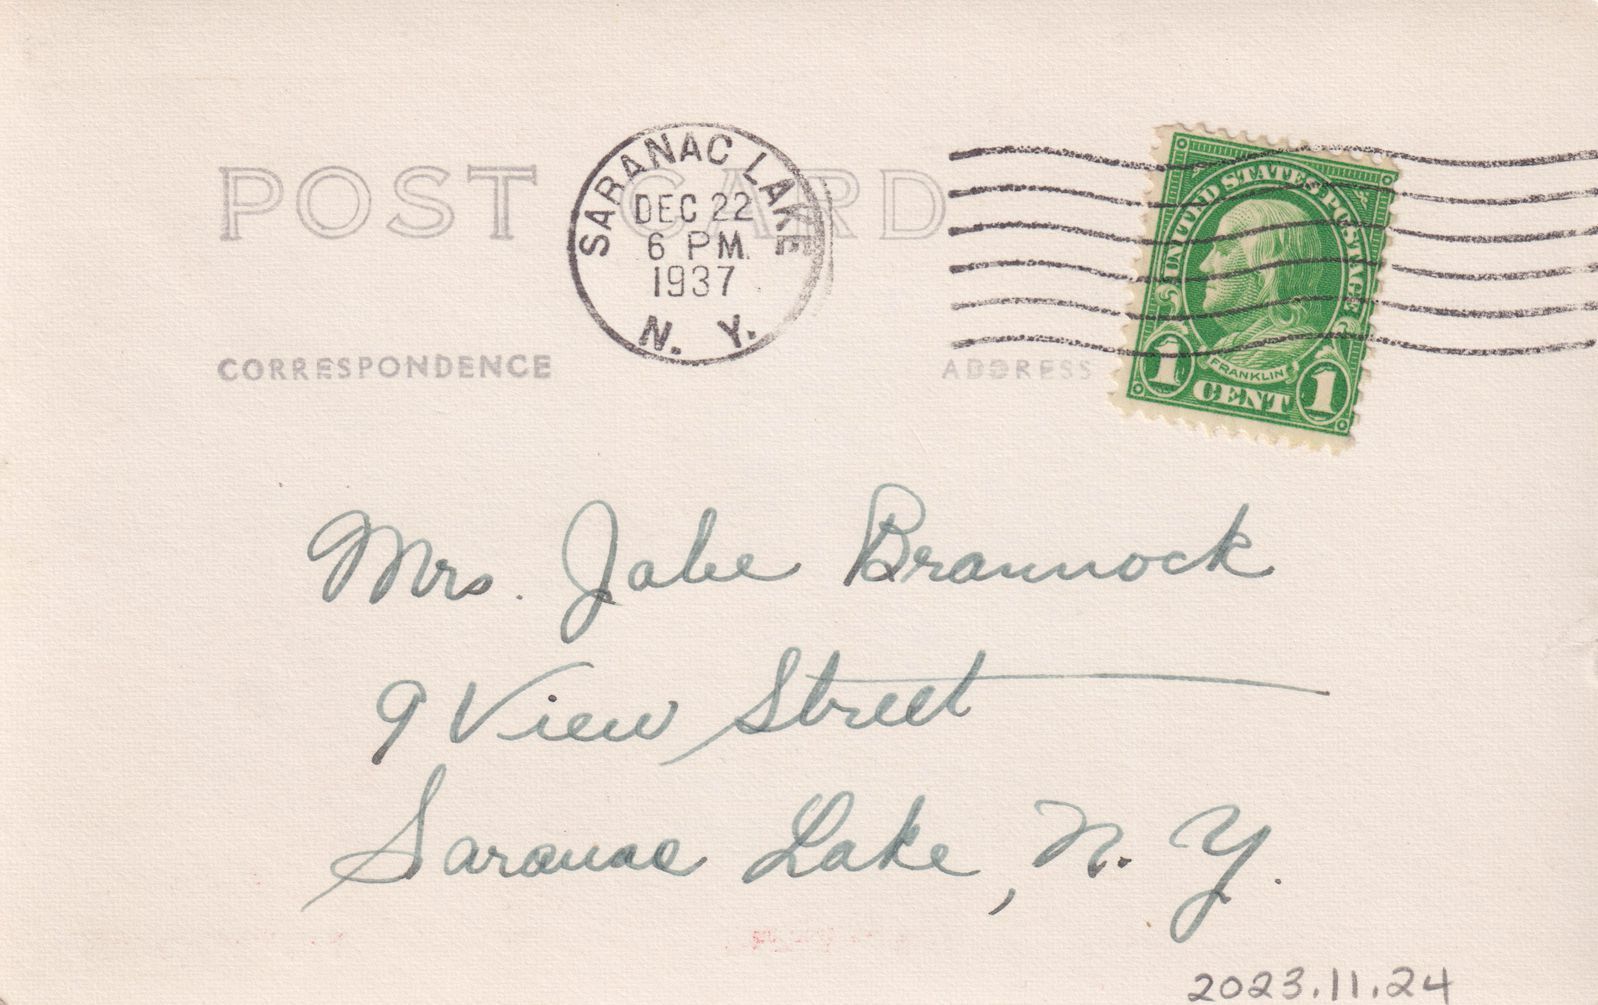 POST CARD
SARANAC LAKE
DEC 22
6 PM
1937
N. Y.
UNITED STATES POSTAGE
FRANKLIN
1 CENT 1
CORRESPONDENCE
ADDRESS
Mrs. Jabe Brannock
9 View Street
Saranac Lake, N. Y.
2023.11.24